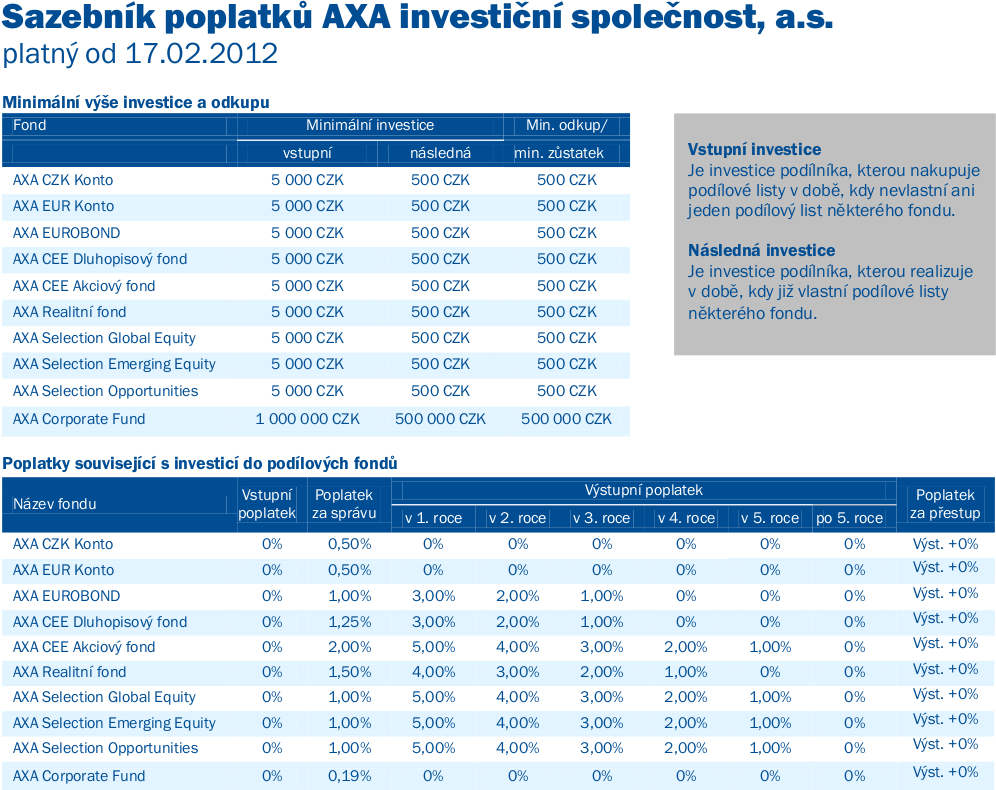 Sazebník poplatků AXA investiční společnost, a.s.
platný od 17.02.2012
Minimální výše investice a odkupu
Fond Minimální investice Min. odkup/
vstupní následná min. zůstatek
AXA CZK Konto 5 000 CZK 500 CZK 500 CZK
AXA EUR Konto 5 000 CZK 500 CZK 500 CZK
AXA EUROBOND 5 000 CZK 500 CZK 500 CZK
AXA CEE Dluhopisový fond 5 000 CZK 500 CZK 500 CZK
AXA CEE Akciový fond 5 000 CZK 500 CZK 500 CZK
AXA Realitní fond 5 000 CZK 500 CZK 500 CZK
AXA Selection Global Equity 5 000 CZK 500 CZK 500 CZK
AXA Selection Emerging Equity 5 000 CZK 500 CZK 500 CZK
AXA Selection Opportunities 5 000 CZK 500 CZK 500 CZK
AXA Corporate Fund 1 000 000 CZK 500 000 CZK 500 000 CZK
Vstupní investice
Je investice podílníka, kterou nakupuje
podílové listy v době, kdy nevlastní ani
jeden podílový list některého fondu.
Následná investice
Je investice podílníka, kterou realizuje
v době, kdy již vlastní podílové listy
některého fondu.
Poplatky související s investicí do podílových fondů
Název fondu Vstupní poplatek Poplatek za správu Výstupní poplatek Poplatek za přestup
v 1. roce v 2. roce v 3. roce v 4. roce v 5. roce po 5. roce
AXA CZK Konto 0% 0,50% 0% 0% 0% 0% 0% 0% Výst. +0%
AXA EUR Konto 0% 0,50% 0% 0% 0% 0% 0% 0% Výst. +0%
AXA EUROBOND 0% 1,00% 3,00% 2,00% 1,00% 0% 0% 0% Výst. +0%
AXA CEE Dluhopisový fond 0% 1,25% 3,00% 2,00% 1,00% 0% 0% 0% Výst. +0%
AXA CEE Akciový fond 0% 2,00% 5,00% 4,00% 3,00% 2,00% 1,00% 0% Výst. +0%
AXA Realitní fond 0% 1,50% 4,00% 3,00% 2,00% 1,00% 0% 0% Výst. +0%
AXA Selection Global Equity 0% 1,00% 5,00% 4,00% 3,00% 2,00% 1,00% 0% Výst. +0%
AXA Selection Emerging Equity 0% 1,00% 5,00% 4,00% 3,00% 2,00% 1,00% 0% Výst. +0%
AXA Selection Opportunities 0% 1,00% 5,00% 4,00% 3,00% 2,00% 1,00% 0% Výst. +0%
AXA Corporate Fund 0% 0,19% 0% 0% 0% 0% 0% 0% Výst. +0%